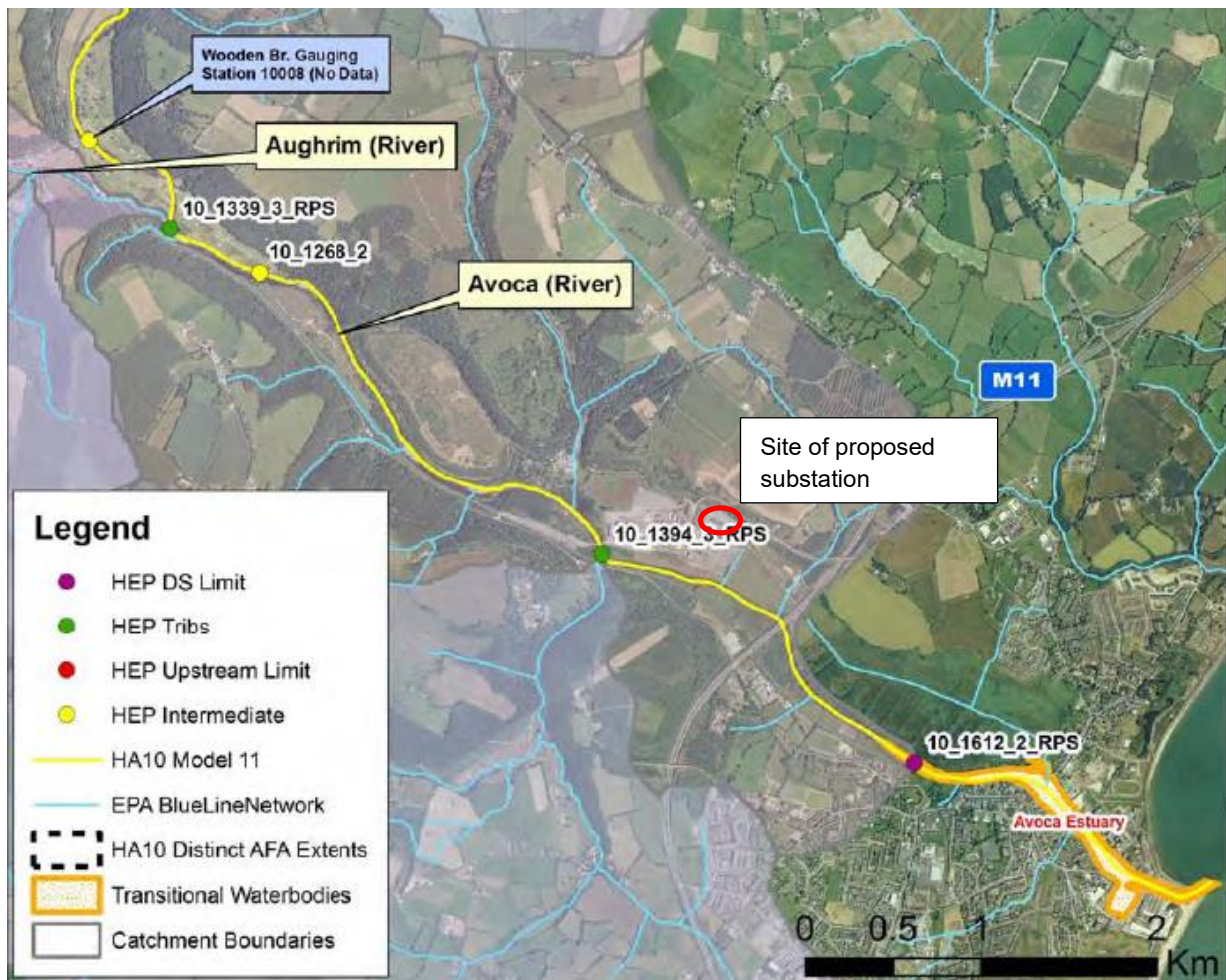 Wooden Br. Gauging
Station 10008 (No Data)
Aughrim (River)
10_1339_3_RPS
10_1268_2
Avoca (River)
M11
Site of proposed
substation
10_1394_3_RPS
10_1612_2_RPS
Avoca Estuary
Legend
HEP DS Limit
HEP Tribs
HEP Upstream Limit
HEP Intermediate
HA10 Model 11
EPA BlueLineNetwork
HA10 Distinct AFA Extents
Transitional Waterbodies
Catchment Boundaries
0 0.5 1 2
Km